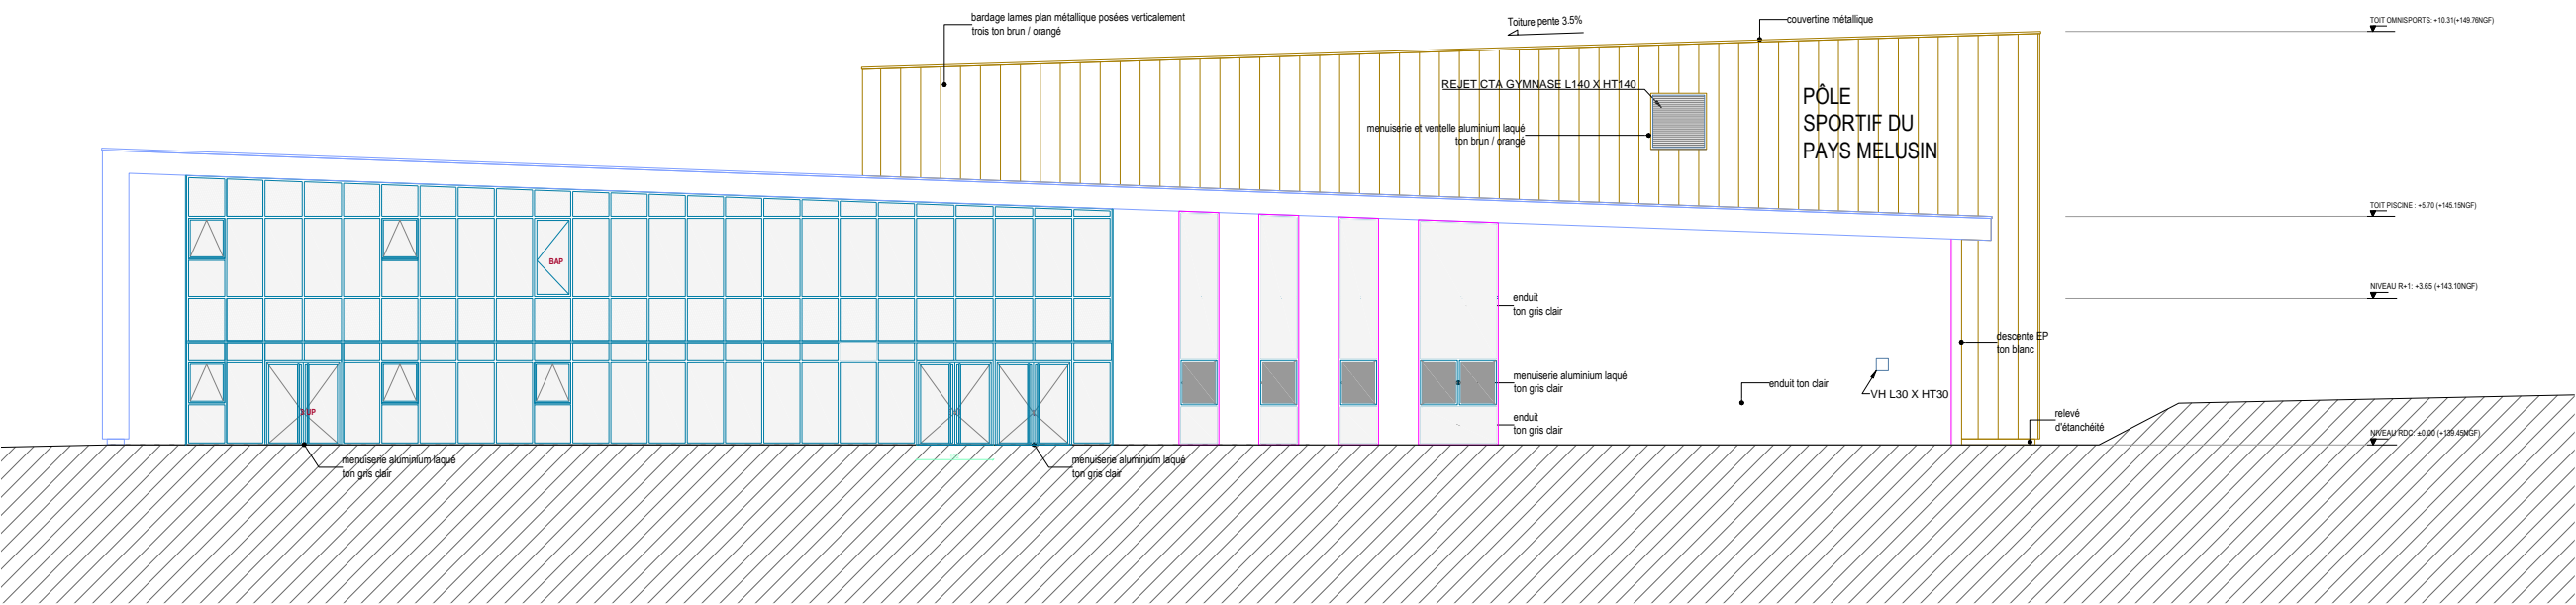 bardage lames plan métallique posées verticalement
trois ton brun / orangé
Toiture pente 3.5%
couvertine métallique
TOIT OMNISPORTS: +10.31(+149.76NGF)
REJET CTA GYMNASE L140 X HT140
menuiserie et ventelle aluminium laqué
ton brun / orangé
PÔLE
SPORTIF DU
PAYS MELUSIN
TOIT PISCINE : +5.70 (+145.15NGF)
BAP
NIVEAU R+1: +3.65 (+143.10NGF)
enduit
ton gris clair
descente EP
ton blanc
menuiserie aluminium laqué
ton gris clair
enduit ton clair
VH L30 X HT30
enduit
ton gris clair
relevé
d'étanchéité
NIVEAU RDC: ±0.00 (+139.45NGF)
menuiserie aluminium laqué
ton gris clair
menuiserie aluminium laqué
ton gris clair